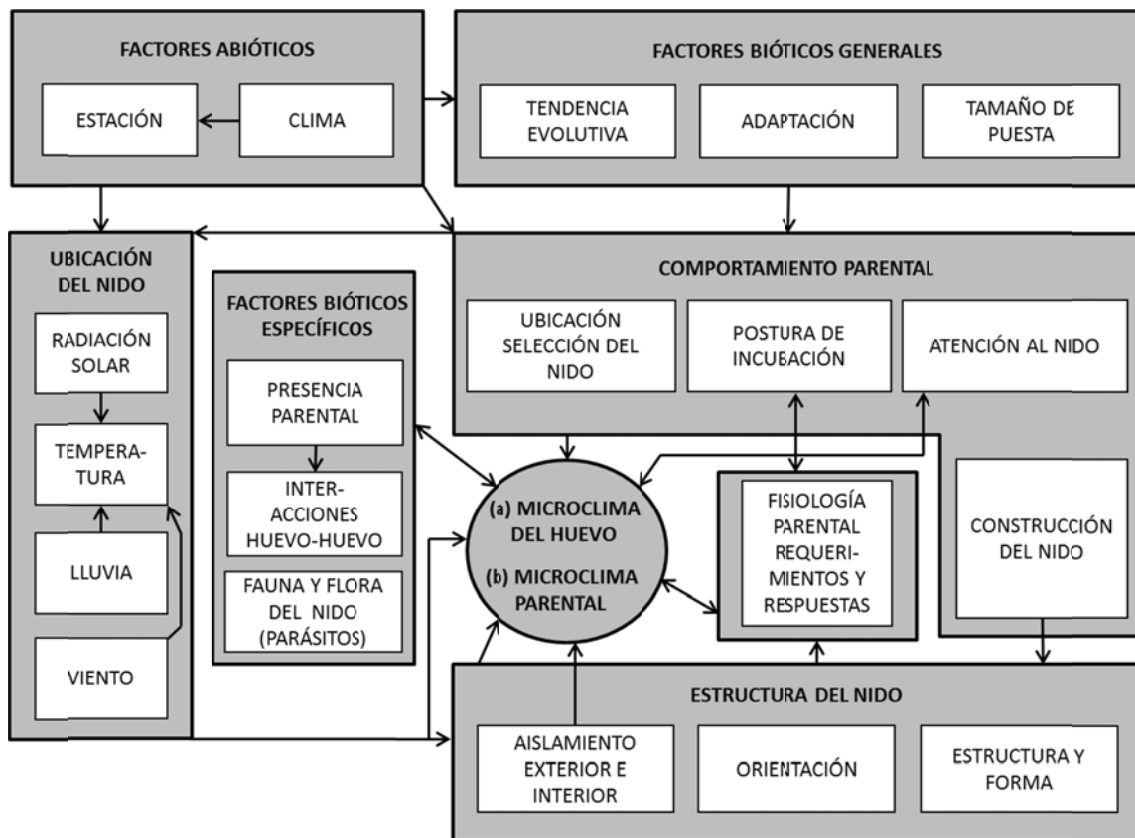 FACTORES ABIÓTICOS
ESTACIÓN
CLIMA
FACTORES BIÓTICOS GENERALES
TENDENCIA
EVOLUTIVA
ADAPTACIÓN
TAMAÑO DE
PUESTA
UBICACIÓN
DEL NIDO
RADIACIÓN
SOLAR
TEMPERA-
TURA
LLUVIA
VIENTO
FACTORES BIÓTICOS
ESPECÍFICOS
PRESENCIA
PARENTAL
INTER-
ACCIONES
HUEVO-HUEVO
FAUNA Y FLORA
DEL NIDO
(PARÁSITOS)
COMPORTAMIENTO PARENTAL
UBICACIÓN
SELECCIÓN DEL
NIDO
POSTURA DE
INCUBACIÓN
ATENCIÓN AL NIDO
(a) MICROCLIMA
DEL HUEVO
(b) MICROCLIMA
PARENTAL
FISIOLOGÍA
PARENTAL
REQUERI-
MIENTOS Y
RESPUESTAS
CONSTRUCCIÓN
DEL NIDO
ESTRUCTURA DEL NIDO
AISLAMIENTO
EXTERIOR E
INTERIOR
ORIENTACIÓN
ESTRUCTURA Y
FORMA